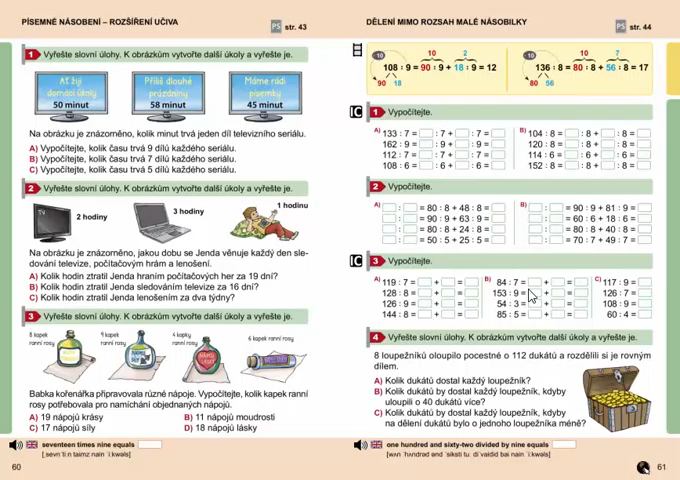 PÍSEMNÉ NÁSOBENÍ – ROZŠÍŘENÍ UČIVA
PS str. 43
1 Vyřešte slovní úlohy. K obrázkům vytvořte další úkoly a vyřešte je.
Ať žijí domácí úkoly
50 minut
Příliš dlouhé prázdniny
58 minut
Máme rádi písemky
45 minut
Na obrázku je znázorněno, kolik minut trvá jeden díl televizního seriálu.
A) Vypočítejte, kolik času trvá 9 dílů každého seriálu.
B) Vypočítejte, kolik času trvá 7 dílů každého seriálu.
C) Vypočítejte, kolik času trvá 5 dílů každého seriálu.
2 Vyřešte slovní úlohy. K obrázkům vytvořte další úkoly a vyřešte je.
TV
2 hodiny
3 hodiny
1 hodinu
Na obrázku je znázorněno, jakou dobu se Jenda věnuje každý den sle-
dování televize, počítačovým hrám a lenošení.
A) Kolik hodin ztratil Jenda hraním počítačových her za 19 dní?
B) Kolik hodin ztratil Jenda sledováním televize za 16 dní?
C) Kolik hodin ztratil Jenda lenošením za dva týdny?
3 Vyřešte slovní úlohy. K obrázkům vytvořte další úkoly a vyřešte je.
8 kapek ranní rosy
9 kapek ranní rosy
4 kapky ranní rosy
6 kapek ranní rosy
Babka kořenářka připravovala různé nápoje. Vypočítejte, kolik kapek ranní
rosy potřebovala pro namíchání objednaných nápojů.
A) 19 nápojů krásy
B) 11 nápojů moudrosti
C) 17 nápojů síly
D) 18 nápojů lásky
seventeen times nine equals
60
DĚLENÍ MIMO ROZSAH MALÉ NÁSOBILKY
PS str. 44
10 10 2
108 : 9 = 90 : 9 + 18 : 9 = 12
90 18
10 10 7
136 : 8 = 80 : 8 + 56 : 8 = 17
80 56
1 Vypočítejte.
A) 133 : 7 = : 7 + : 7 =
162 : 9 = : 9 + : 9 =
112 : 7 = : 7 + : 7 =
108 : 6 = : 6 + : 6 =
B) 104 : 8 = : 8 + : 8 =
120 : 8 = : 8 + : 8 =
114 : 6 = : 6 + : 6 =
152 : 8 = : 8 + : 8 =
2 Vypočítejte.
A) : = 80 : 8 + 48 : 8 =
: = 90 : 9 + 63 : 9 =
: = 80 : 8 + 24 : 8 =
: = 50 : 5 + 25 : 5 =
B) : = 90 : 9 + 81 : 9 =
: = 60 : 6 + 18 : 6 =
: = 80 : 8 + 40 : 8 =
: = 70 : 7 + 49 : 7 =
3 Vypočítejte.
A) 119 : 7 = + =
128 : 8 = + =
126 : 9 = + =
144 : 8 = + =
B) 84 : 7 = + =
153 : 9 = + =
54 : 3 = + =
85 : 5 = + =
C) 117 : 9 =
126 : 7 =
108 : 9 =
60 : 4 =
4 Vyřešte slovní úlohy. K obrázkům vytvořte další úkoly a vyřešte je.
8 loupežníků oloupilo pocestné o 112 dukátů a rozdělili si je rovným
dílem.
A) Kolik dukátů dostal každý loupežník?
B) Kolik dukátů by dostal každý loupežník, kdyby
uloupili o 40 dukátů více?
C) Kolik dukátů by dostal každý loupežník, kdyby
na dělení dukátů bylo o jednoho loupežníka méně?
one hundred and sixty-two divided by nine equals
61